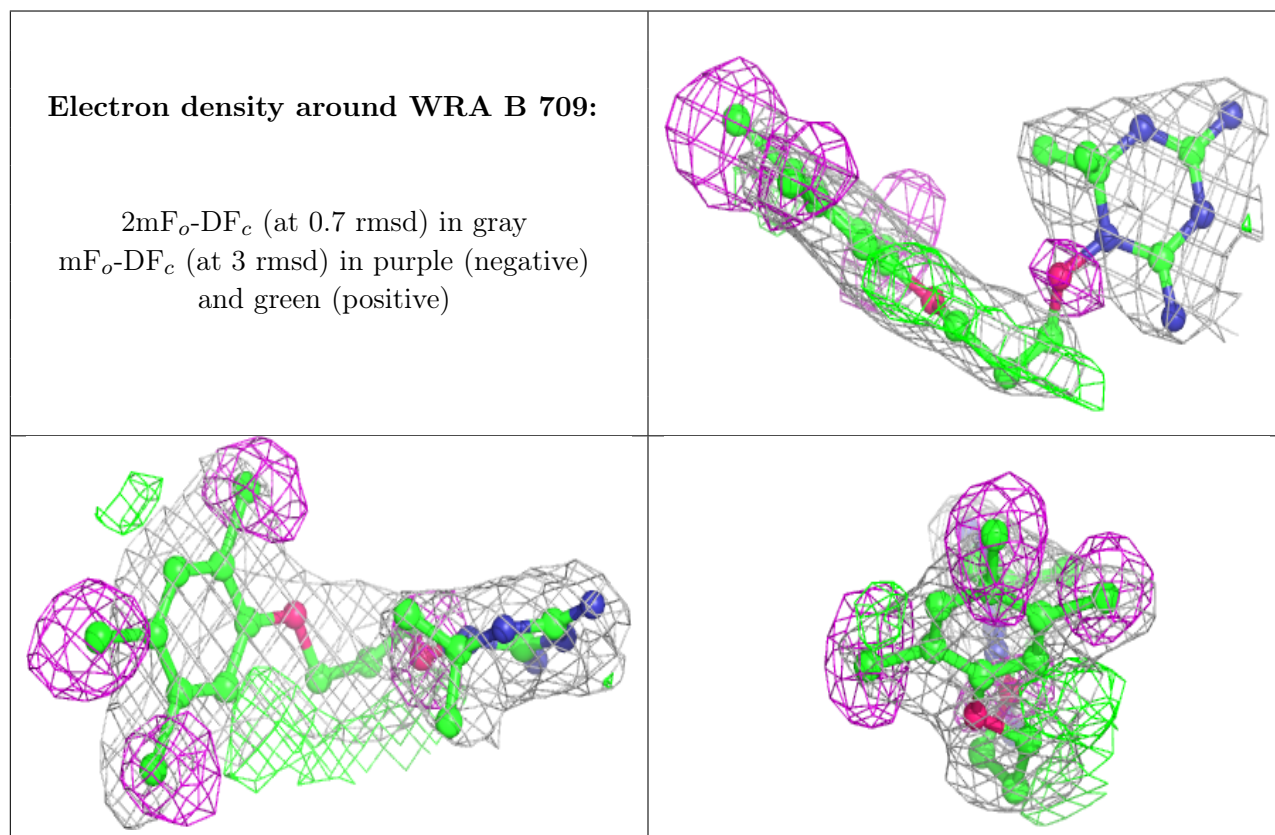 Electron density around WRA B 709:
2mFₒ-DF𝒸 (at 0.7 rmsd) in gray
mFₒ-DF𝒸 (at 3 rmsd) in purple (negative)
and green (positive)